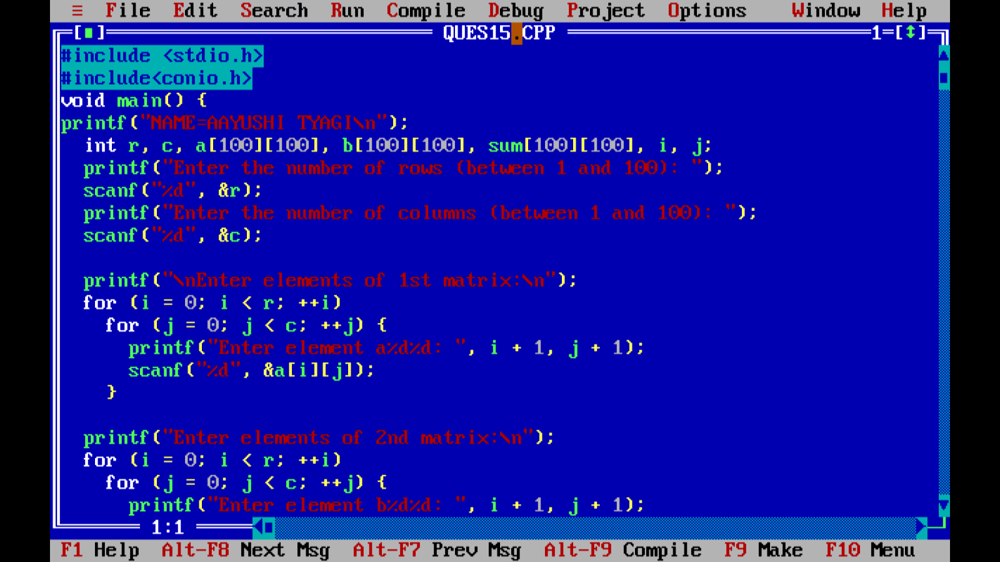 ≡ File Edit Search Run Compile Debug Project Options Window Help
[■] QUES15.CPP 1=[↕]
#include <stdio.h>
#include<conio.h>
void main() {
printf("NAME=AAYUSHI TYAGI\n");
  int r, c, a[100][100], b[100][100], sum[100][100], i, j;
  printf("Enter the number of rows (between 1 and 100): ");
  scanf("%d", &r);
  printf("Enter the number of columns (between 1 and 100): ");
  scanf("%d", &c);

  printf("\nEnter elements of 1st matrix:\n");
  for (i = 0; i < r; ++i)
    for (j = 0; j < c; ++j) {
      printf("Enter element a%d%d: ", i + 1, j + 1);
      scanf("%d", &a[i][j]);
    }

  printf("Enter elements of 2nd matrix:\n");
  for (i = 0; i < r; ++i)
    for (j = 0; j < c; ++j) {
      printf("Enter element b%d%d: ", i + 1, j + 1);
1:1
F1 Help Alt-F8 Next Msg Alt-F7 Prev Msg Alt-F9 Compile F9 Make F10 Menu